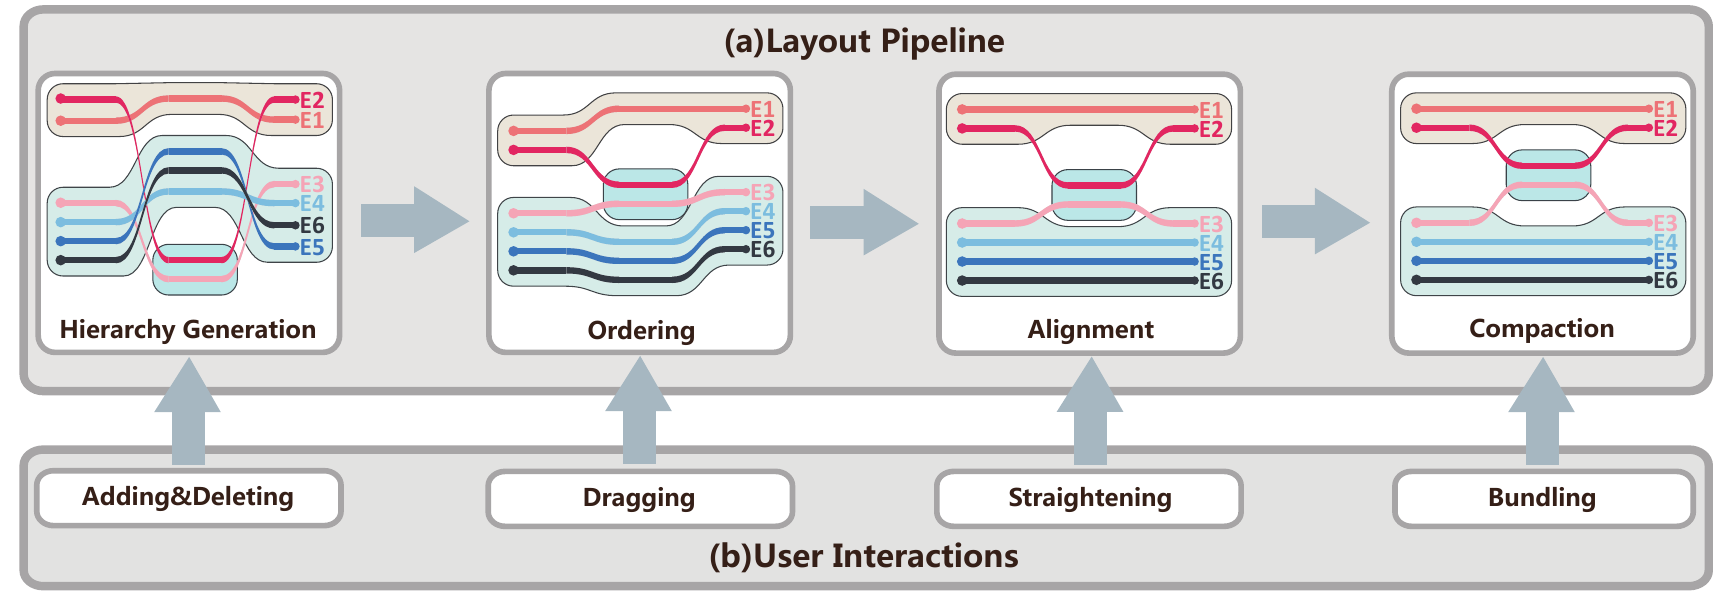 (a)Layout Pipeline
E2
E1
E3
E4
E6
E5
Hierarchy Generation
E1
E2
E3
E4
E5
E6
Ordering
E1
E2
E3
E4
E5
E6
Alignment
E1
E2
E3
E4
E5
E6
Compaction
Adding&Deleting
Dragging
Straightening
Bundling
(b)User Interactions